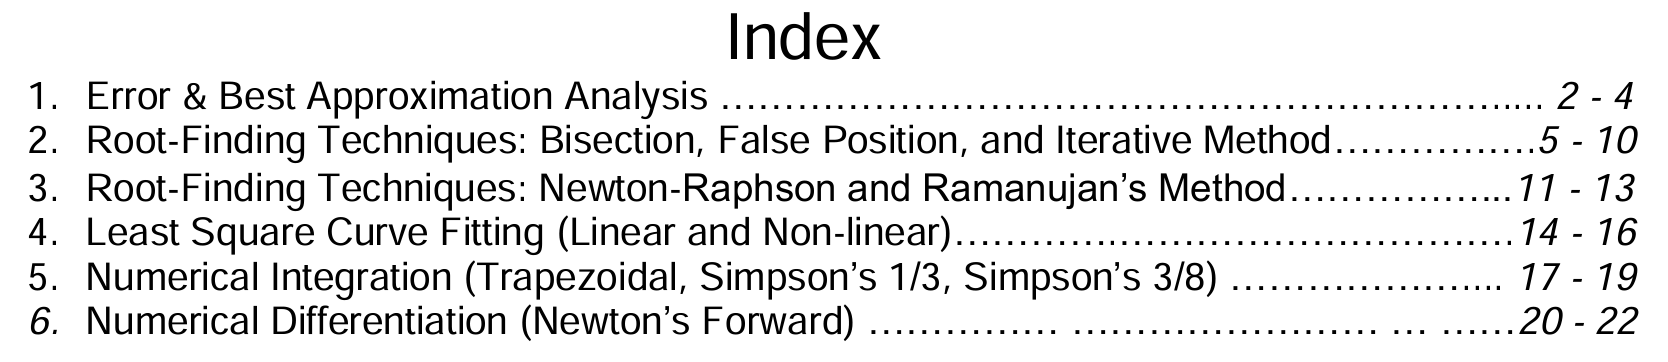 Index
1. Error & Best Approximation Analysis ................................................................ 2 - 4
2. Root-Finding Techniques: Bisection, False Position, and Iterative Method................5 - 10
3. Root-Finding Techniques: Newton-Raphson and Ramanujan’s Method.................11 - 13
4. Least Square Curve Fitting (Linear and Non-linear)............................................14 - 16
5. Numerical Integration (Trapezoidal, Simpson’s 1/3, Simpson’s 3/8) ..................... 17 - 19
6. Numerical Differentiation (Newton’s Forward) ............... ........................ ... ......20 - 22